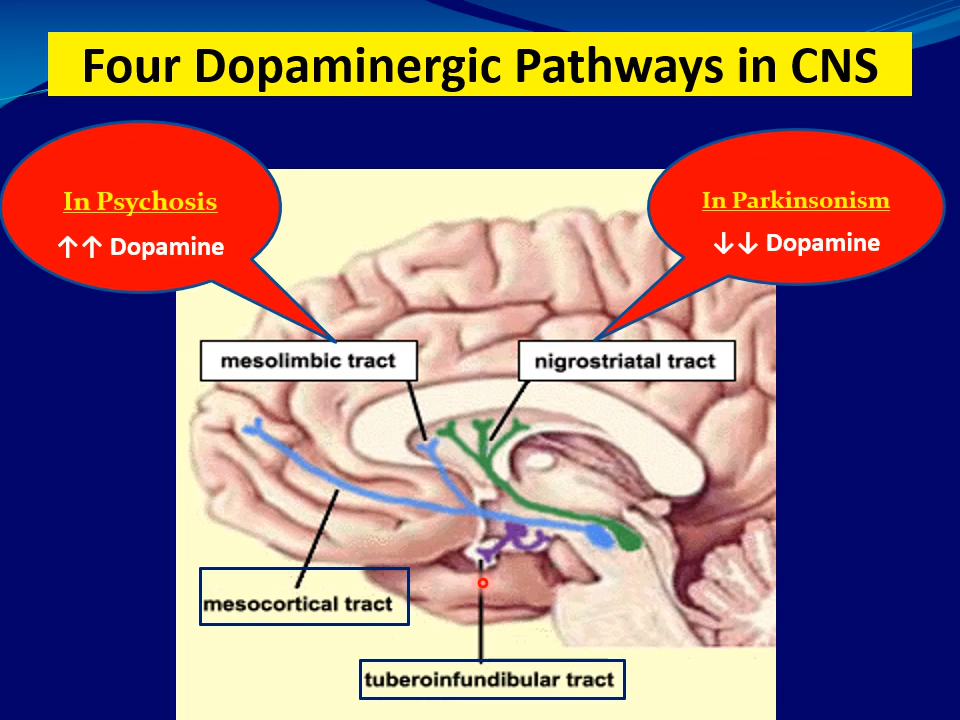 Four Dopaminergic Pathways in CNS
In Psychosis
↑↑ Dopamine
In Parkinsonism
↓↓ Dopamine
mesolimbic tract
nigrostriatal tract
mesocortical tract
tuberoinfundibular tract